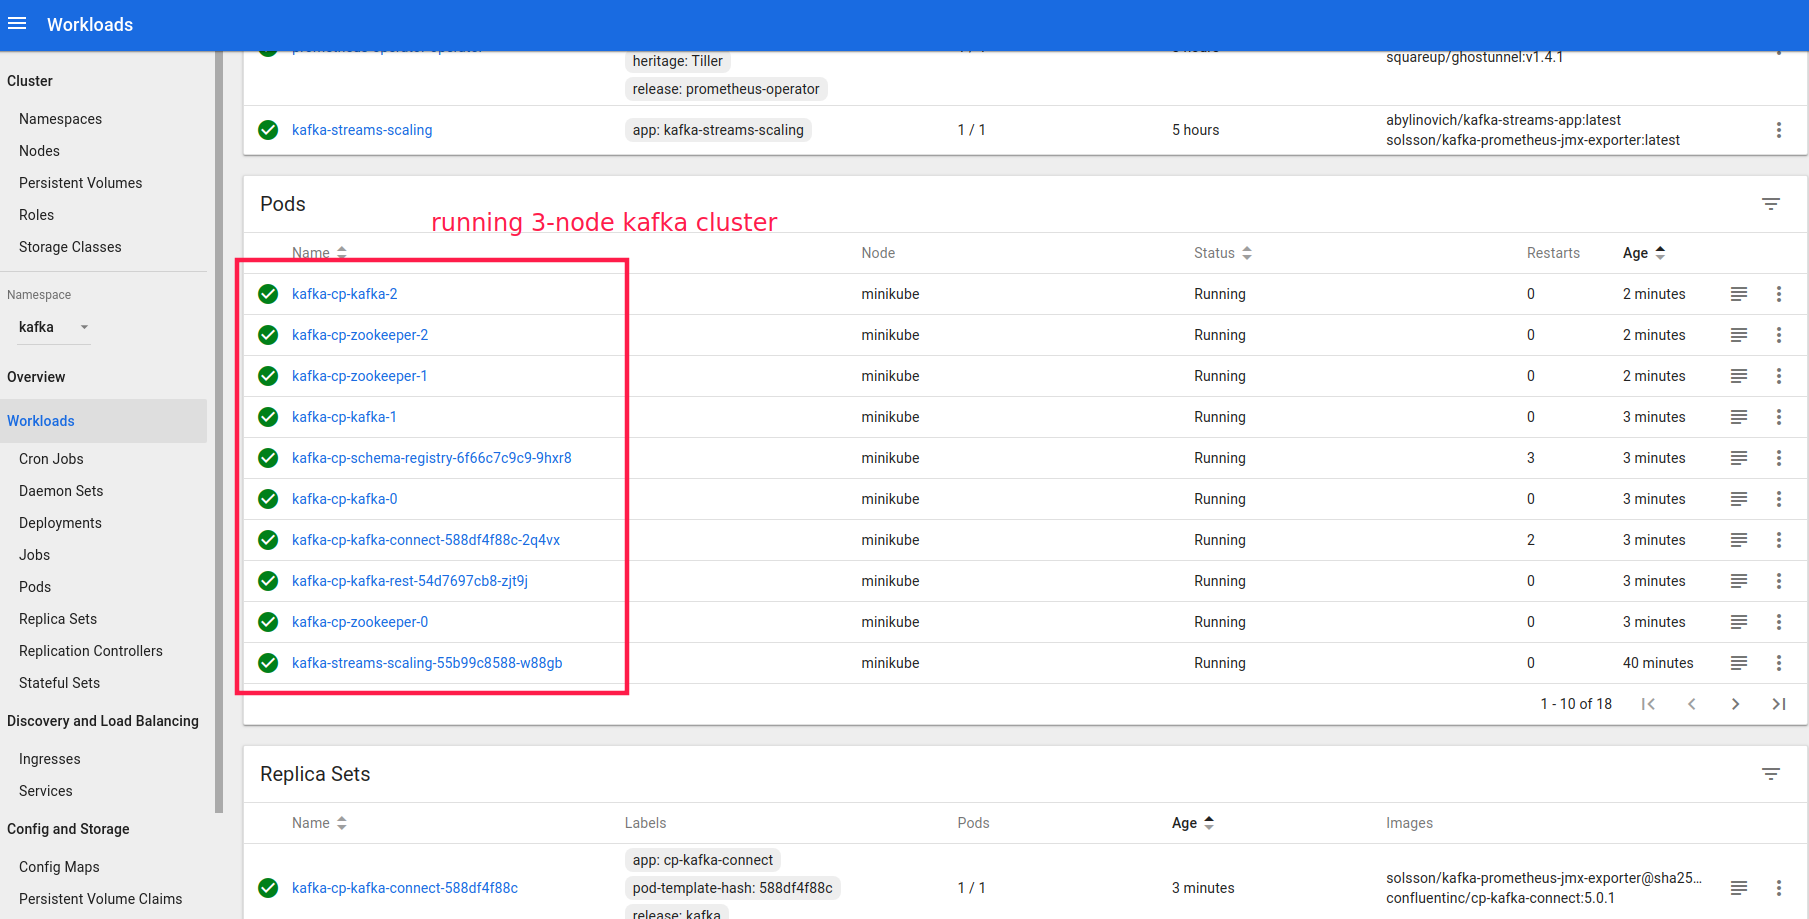 Workloads
Cluster
Namespaces
Nodes
Persistent Volumes
Roles
Storage Classes
Namespace
kafka
Overview
Workloads
Cron Jobs
Daemon Sets
Deployments
Jobs
Pods
Replica Sets
Replication Controllers
Stateful Sets
Discovery and Load Balancing
Ingresses
Services
Config and Storage
Config Maps
Persistent Volume Claims
heritage: Tiller
squareup/ghostunnel:v1.4.1
release: prometheus-operator
kafka-streams-scaling app: kafka-streams-scaling 1 / 1 5 hours abylinovich/kafka-streams-app:latest
solsson/kafka-prometheus-jmx-exporter:latest
Pods
running 3-node kafka cluster
Name Node Status Restarts Age
kafka-cp-kafka-2 minikube Running 0 2 minutes
kafka-cp-zookeeper-2 minikube Running 0 2 minutes
kafka-cp-zookeeper-1 minikube Running 0 2 minutes
kafka-cp-kafka-1 minikube Running 0 3 minutes
kafka-cp-schema-registry-6f66c7c9c9-9hxr8 minikube Running 3 3 minutes
kafka-cp-kafka-0 minikube Running 0 3 minutes
kafka-cp-kafka-connect-588df4f88c-2q4vx minikube Running 2 3 minutes
kafka-cp-kafka-rest-54d7697cb8-zjt9j minikube Running 0 3 minutes
kafka-cp-zookeeper-0 minikube Running 0 3 minutes
kafka-streams-scaling-55b99c8588-w88gb minikube Running 0 40 minutes
1 - 10 of 18
Replica Sets
Name Labels Pods Age Images
app: cp-kafka-connect
kafka-cp-kafka-connect-588df4f88c pod-template-hash: 588df4f88c 1 / 1 3 minutes solsson/kafka-prometheus-jmx-exporter@sha25...
confluentinc/cp-kafka-connect:5.0.1
release: kafka